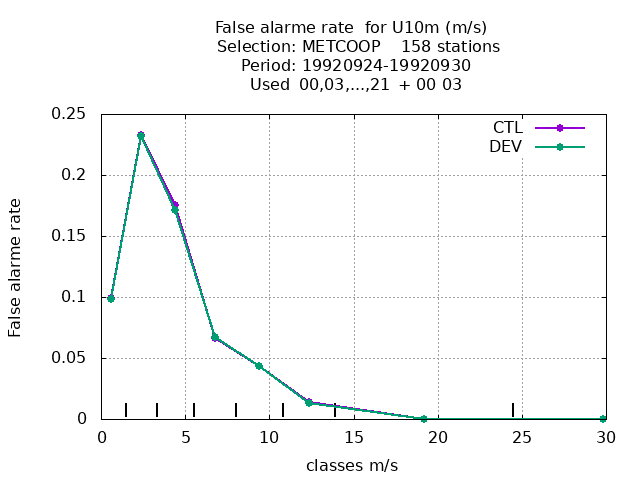 False alarme rate  for U10m (m/s)
Selection: METCOOP    158 stations
Period: 19920924-19920930
Used  00,03,...,21  + 00 03
CTL
DEV
False alarme rate
0.25
0.2
0.15
0.1
0.05
0
0 5 10 15 20 25 30
classes m/s